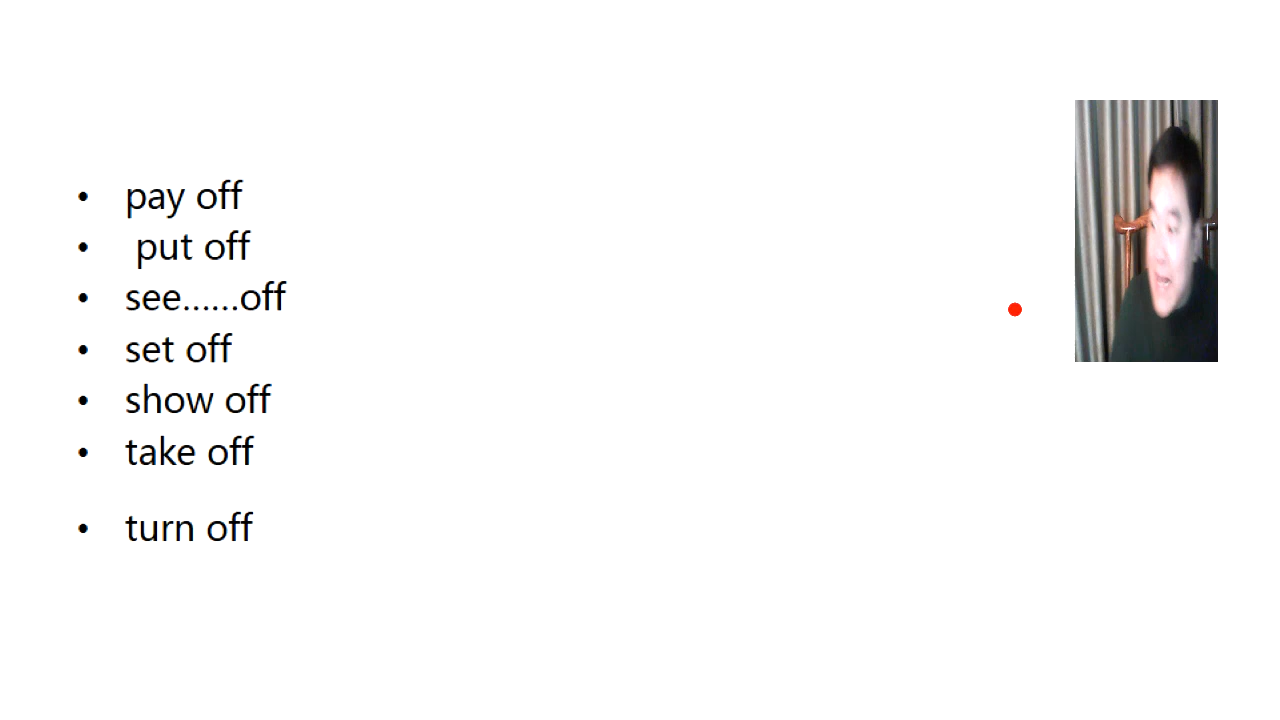 • pay off
• put off
• see......off
• set off
• show off
• take off
• turn off